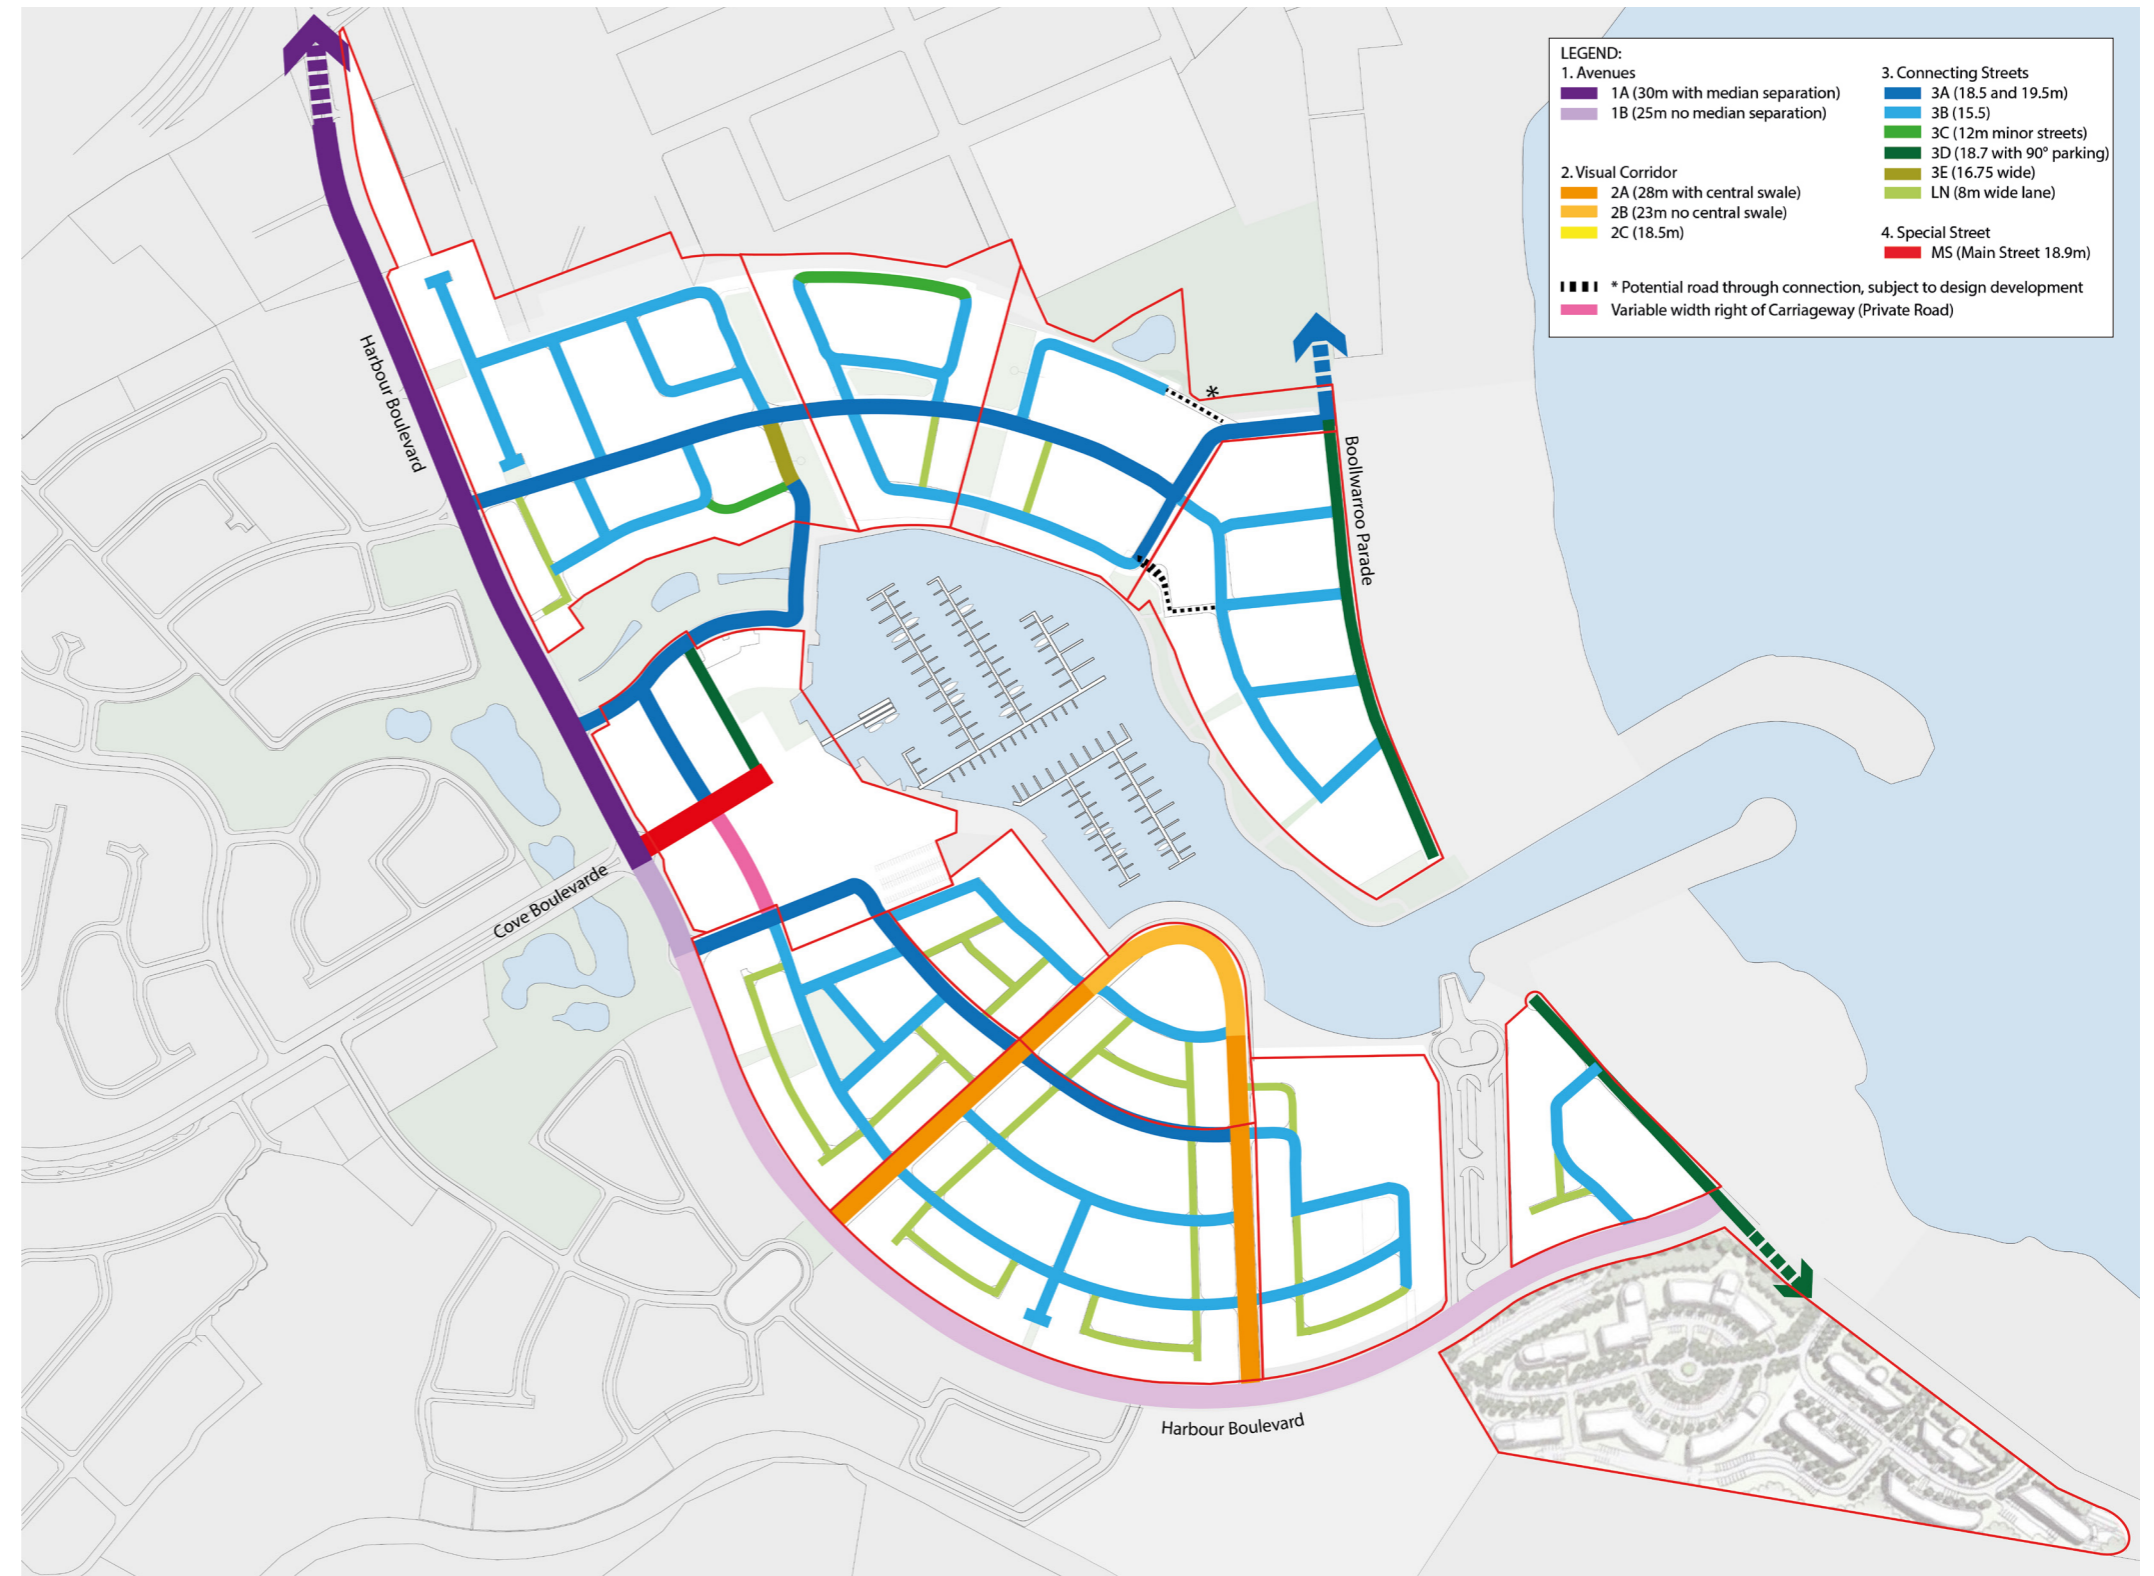 LEGEND:
1. Avenues
1A (30m with median separation)
1B (25m no median separation)
2. Visual Corridor
2A (28m with central swale)
2B (23m no central swale)
2C (18.5m)
* Potential road through connection, subject to design development
Variable width right of Carriageway (Private Road)
3. Connecting Streets
3A (18.5 and 19.5m)
3B (15.5)
3C (12m minor streets)
3D (18.7 with 90° parking)
3E (16.75 wide)
LN (8m wide lane)
4. Special Street
MS (Main Street 18.9m)
Harbour Boulevard
*
Boollwarroo Parade
Cove Boulevarde
Harbour Boulevard